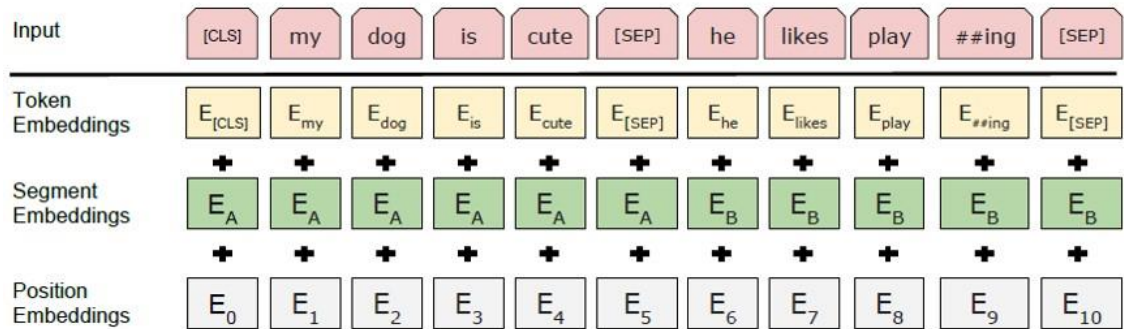 Input [CLS] my dog is cute [SEP] he likes play ##ing [SEP]
Token Embeddings E[CLS] Emy Edog Eis Ecute E[SEP] Ehe Elikes Eplay E##ing E[SEP]
+ + + + + + + + + + +
Segment Embeddings EA EA EA EA EA EA EB EB EB EB EB
+ + + + + + + + + + +
Position Embeddings E0 E1 E2 E3 E4 E5 E6 E7 E8 E9 E10